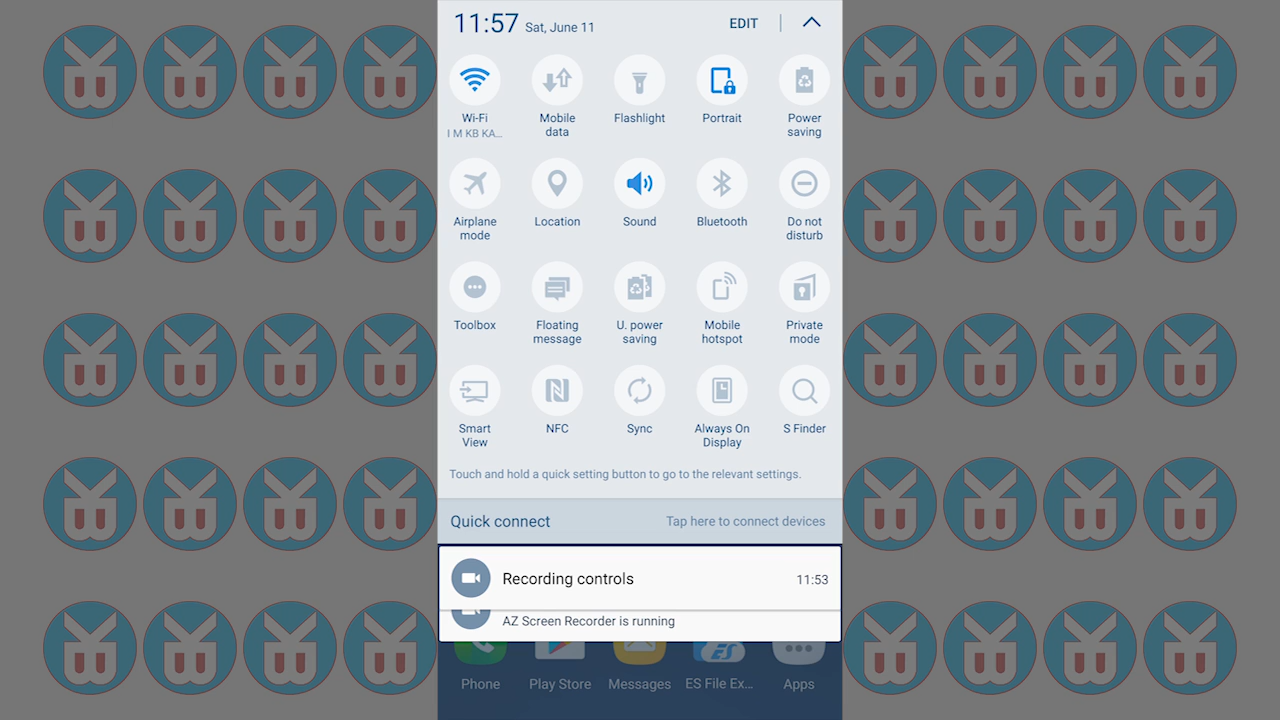 11:57 Sat, June 11 EDIT
Wi-Fi
I M KB KA...
Mobile
data
Flashlight
Portrait
Power
saving
Airplane
mode
Location
Sound
Bluetooth
Do not
disturb
Toolbox
Floating
message
U. power
saving
Mobile
hotspot
Private
mode
Smart
View
NFC
Sync
Always On
Display
S Finder
Touch and hold a quick setting button to go to the relevant settings.
Quick connect Tap here to connect devices
Recording controls 11:53
AZ Screen Recorder is running
ES
Phone Play Store Messages ES File Ex... Apps